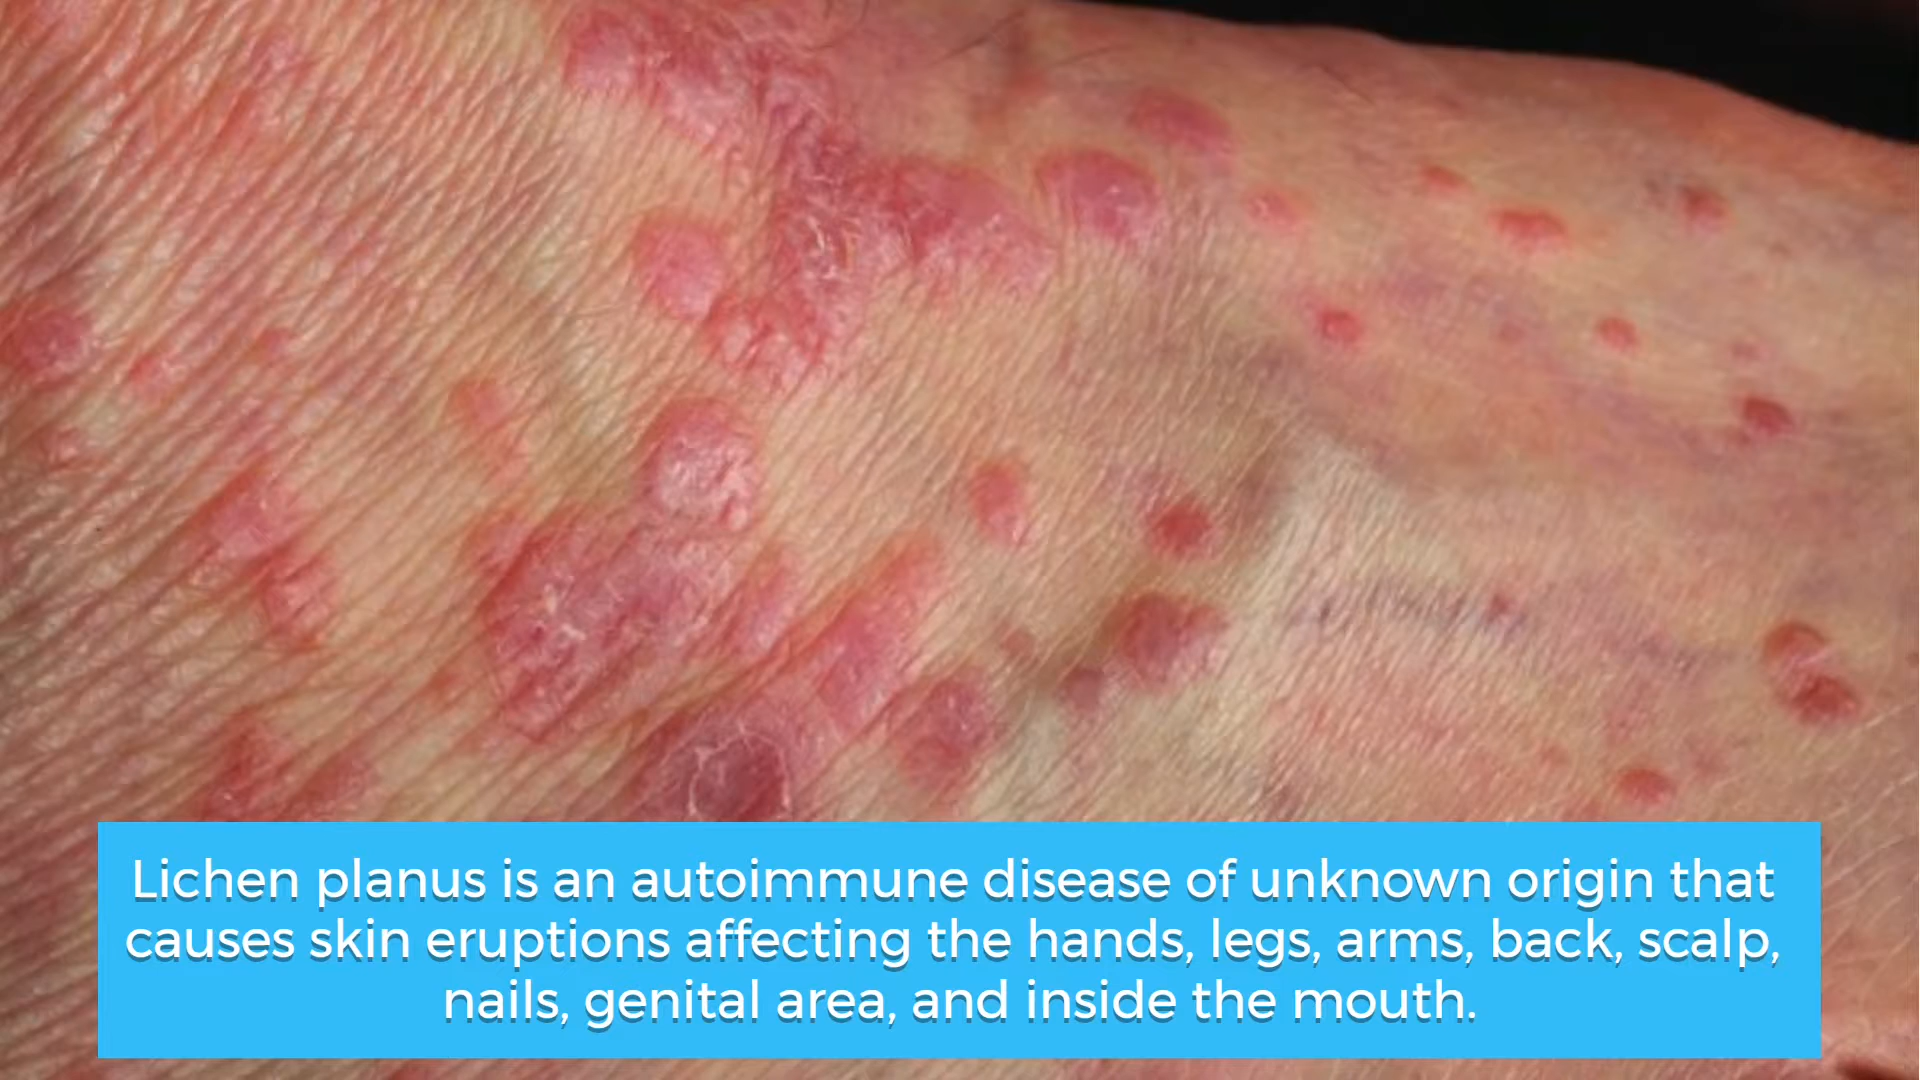 Lichen planus is an autoimmune disease of unknown origin that
causes skin eruptions affecting the hands, legs, arms, back, scalp,
nails, genital area, and inside the mouth.